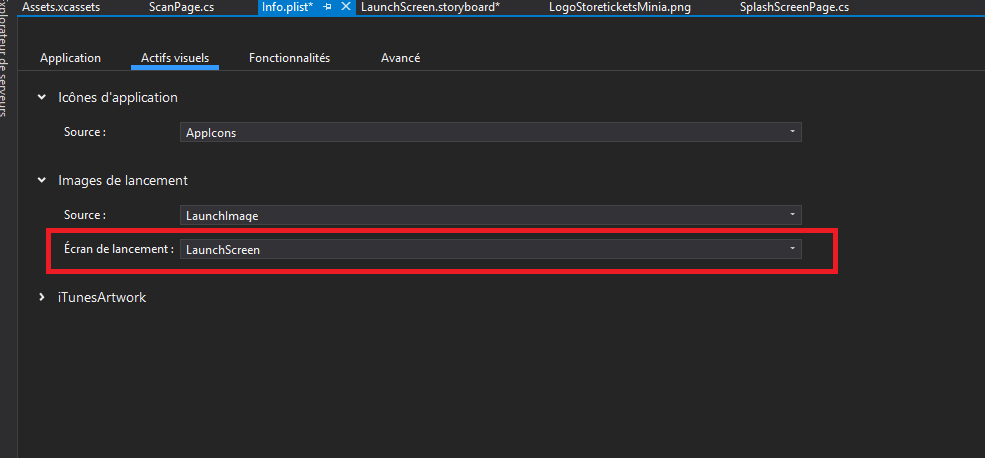 Assets.xcassets ScanPage.cs Info.plist* LaunchScreen.storyboard* LogoStoreticketsMinia.png SplashScreenPage.cs
xplorateur de serveurs
Application Actifs visuels Fonctionnalités Avancé
Icônes d'application
Source : AppIcons
Images de lancement
Source : LaunchImage
Écran de lancement : LaunchScreen
iTunesArtwork